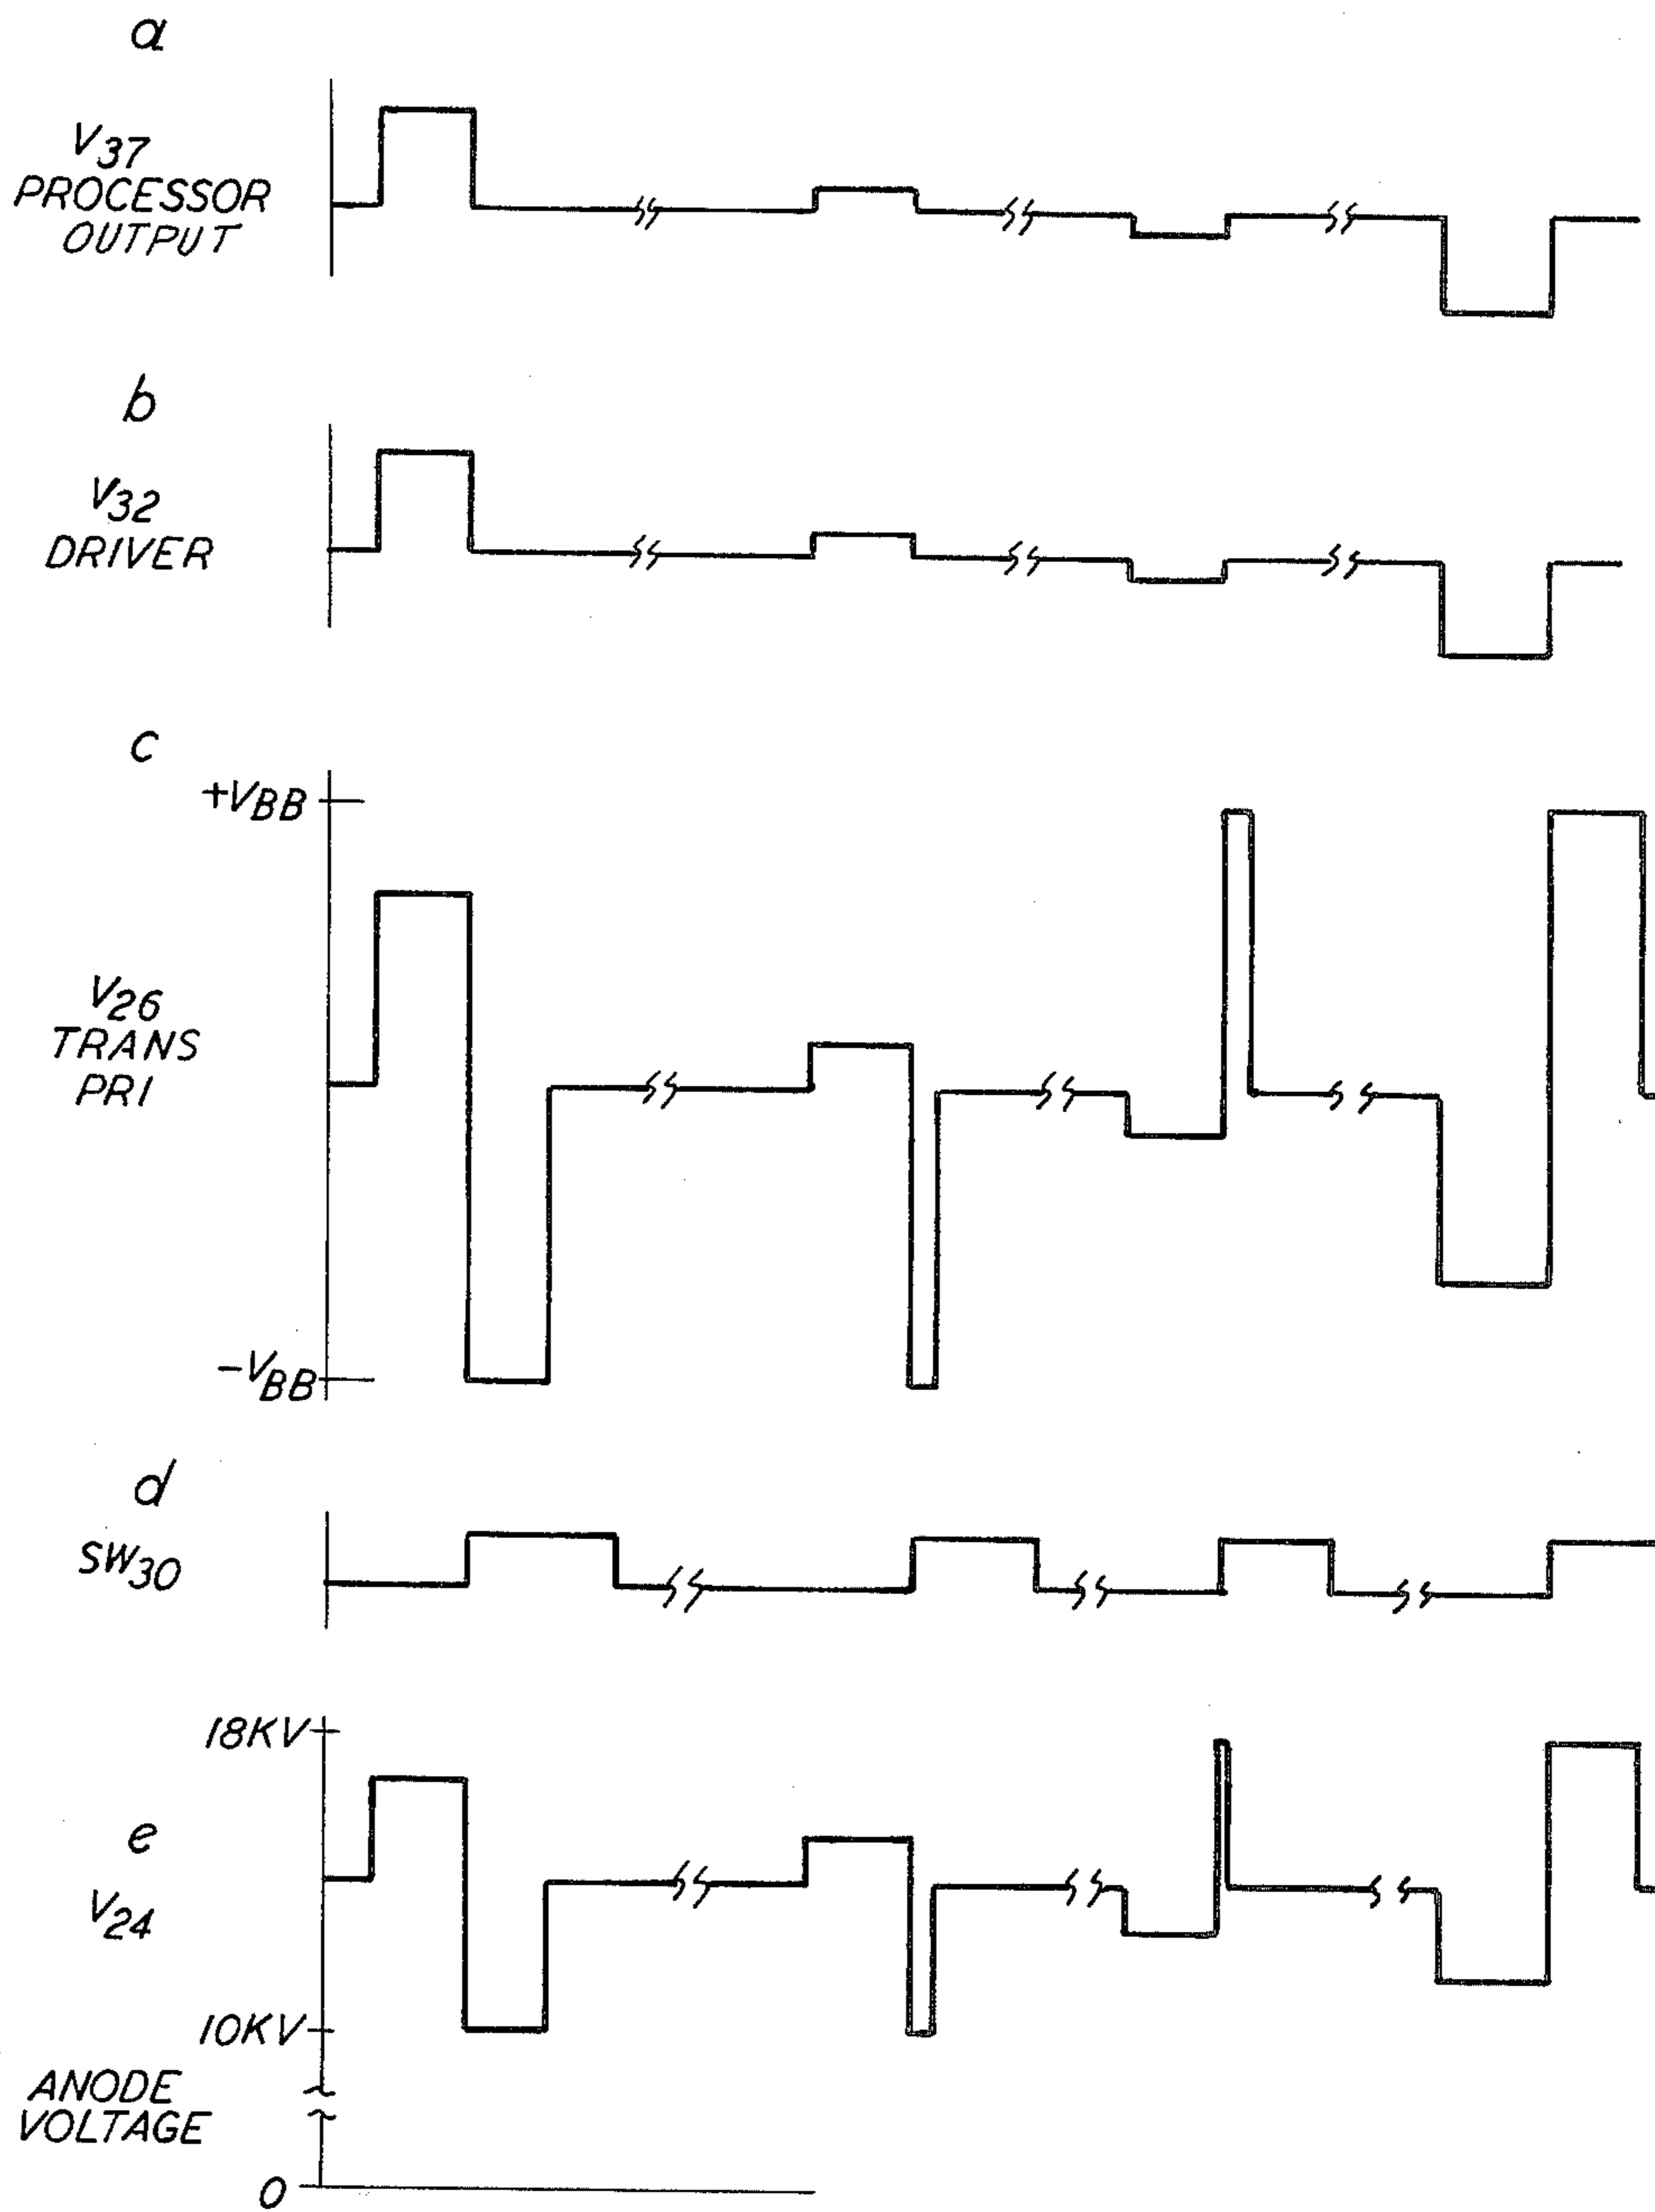 a
V37
PROCESSOR
OUTPUT
b
V32
DRIVER
c
+VBB
V26
TRANS
PRI
-VBB
d
SW30
18KV
e
V24
10KV
ANODE
VOLTAGE
0